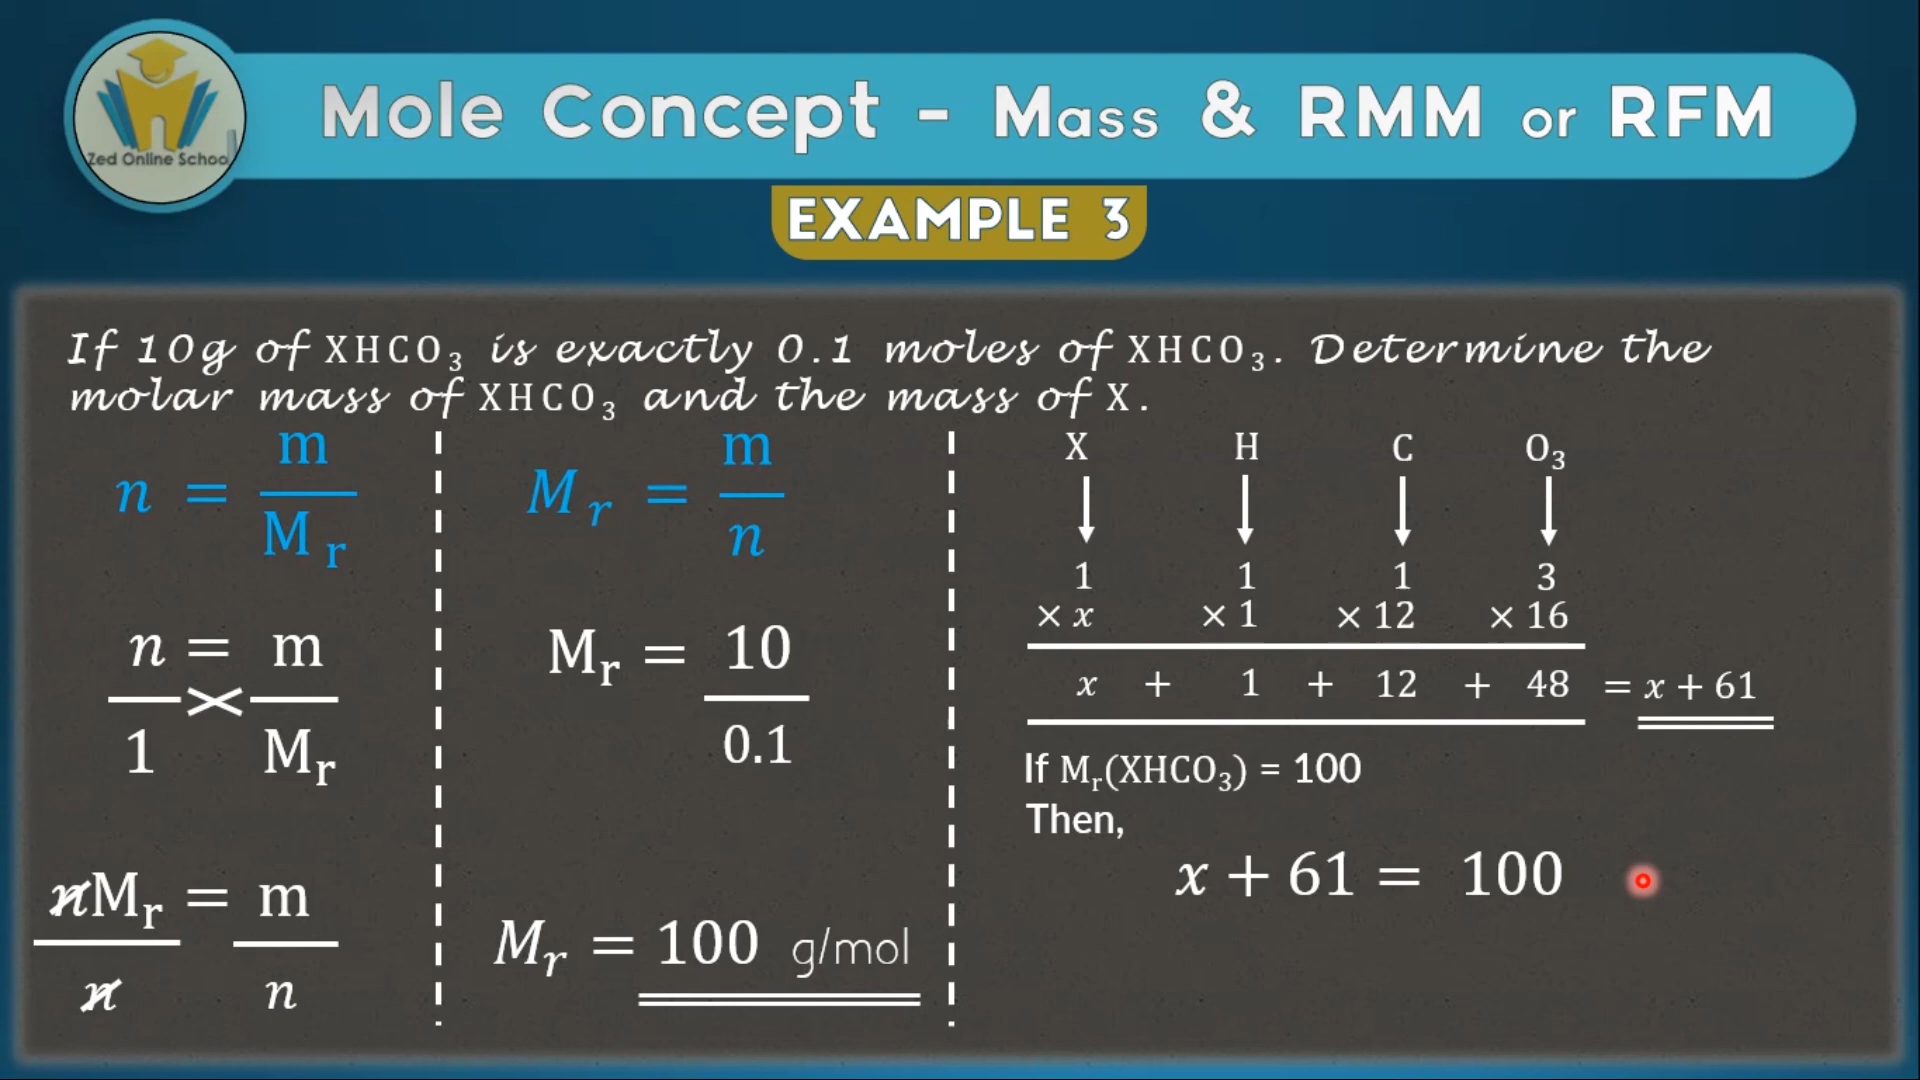 Zed Online School
Mole Concept - Mass & RMM or RFM
EXAMPLE 3
If 10g of XHCO₃ is exactly 0.1 moles of XHCO₃. Determine the
molar mass of XHCO₃ and the mass of X.
n = m
M r
n = m
1 × Mr
nMr = m
n n
M r = m
n
Mr = 10
0.1
Mr = 100 g/mol
X H C O₃
1 1 1 3
× x × 1 × 12 × 16
x + 1 + 12 + 48 = x + 61
If Mr(XHCO₃) = 100
Then,
x + 61 = 100